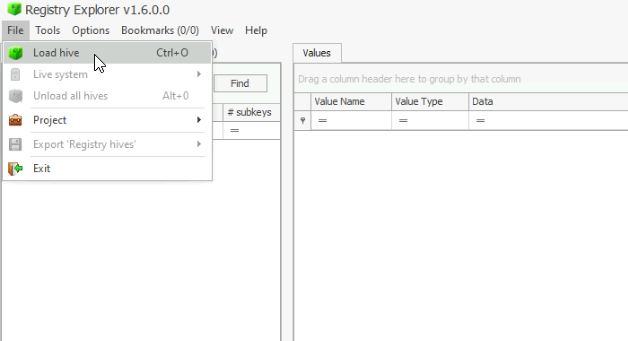 Registry Explorer v1.6.0.0
File Tools Options Bookmarks (0/0) View Help
Load hive Ctrl+O
Live system
Unload all hives Alt+0
Project
Export 'Registry hives'
Exit
Find
# subkeys
=
Values
Drag a column header here to group by that column
Value Name Value Type Data
= = =